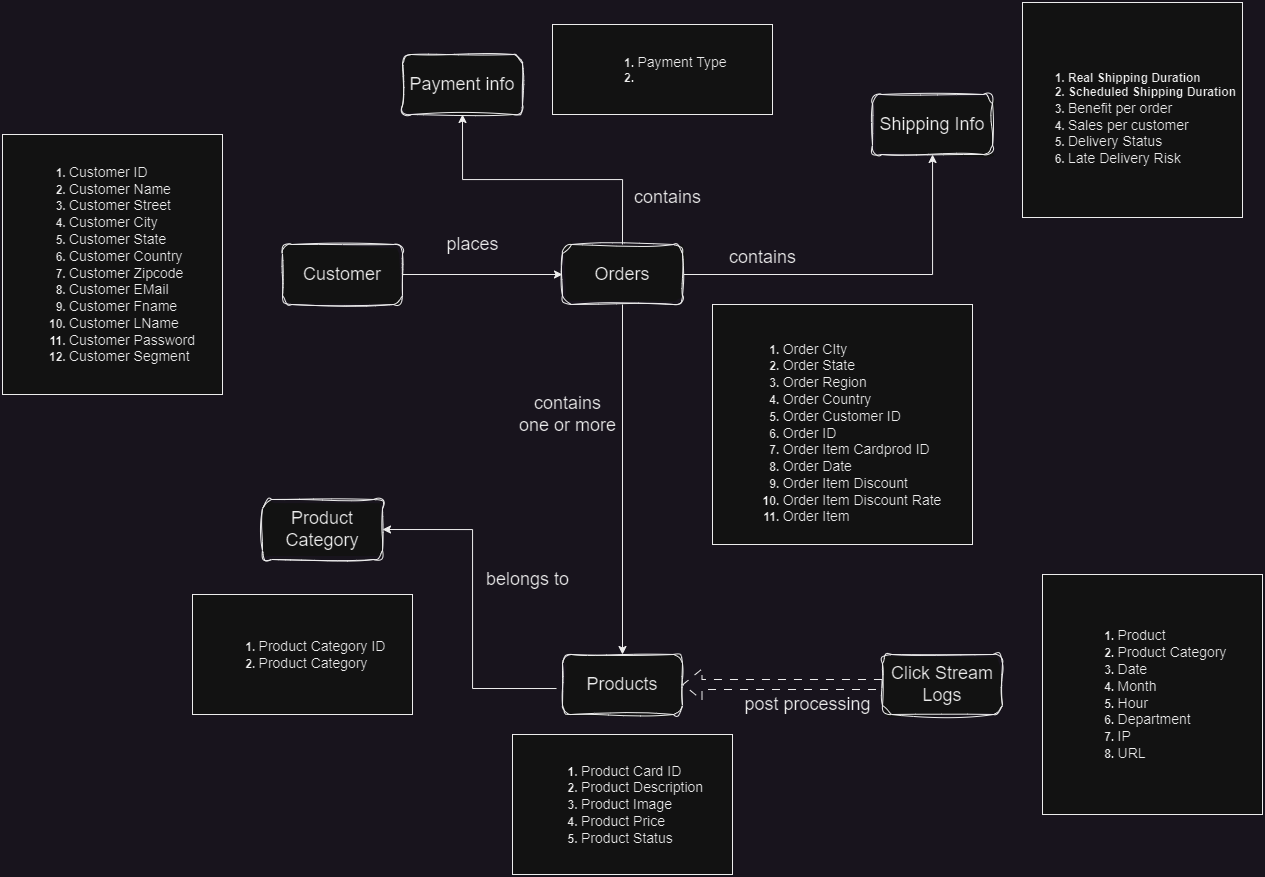 1. Payment Type
2.
Payment info
1. Real Shipping Duration
2. Scheduled Shipping Duration
3. Benefit per order
4. Sales per customer
5. Delivery Status
6. Late Delivery Risk
Shipping Info
1. Customer ID
2. Customer Name
3. Customer Street
4. Customer City
5. Customer State
6. Customer Country
7. Customer Zipcode
8. Customer EMail
9. Customer Fname
10. Customer LName
11. Customer Password
12. Customer Segment
contains
places
contains
Customer
Orders
1. Order CIty
2. Order State
3. Order Region
4. Order Country
5. Order Customer ID
6. Order ID
7. Order Item Cardprod ID
8. Order Date
9. Order Item Discount
10. Order Item Discount Rate
11. Order Item
contains
one or more
Product
Category
belongs to
1. Product Category ID
2. Product Category
Products
Click Stream
Logs
post processing
1. Product
2. Product Category
3. Date
4. Month
5. Hour
6. Department
7. IP
8. URL
1. Product Card ID
2. Product Description
3. Product Image
4. Product Price
5. Product Status